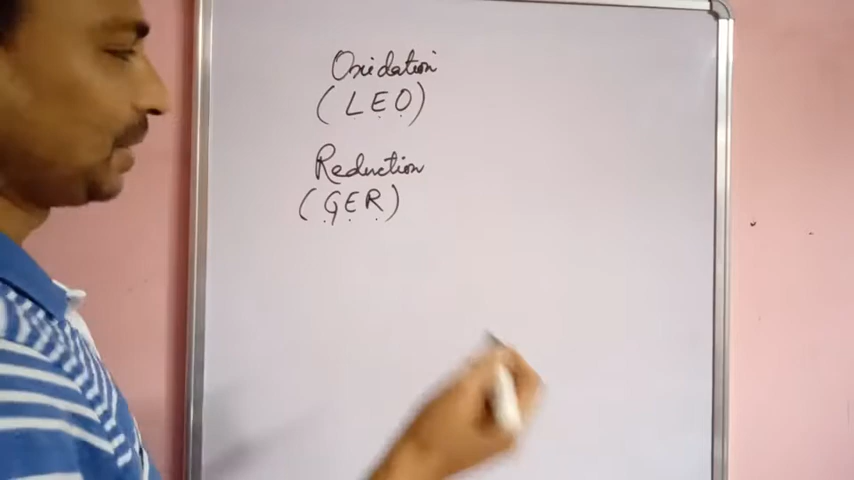 Oxidation
(LEO)
Reduction
(GER)